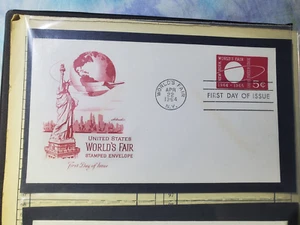 WORLD'S FAIR
APR
22
1964
N.Y.
WORLD'S FAIR
1964 - 1965
5¢
FIRST DAY OF ISSUE
UNITED STATES
WORLD'S FAIR
STAMPED ENVELOPE
First Day of Issue